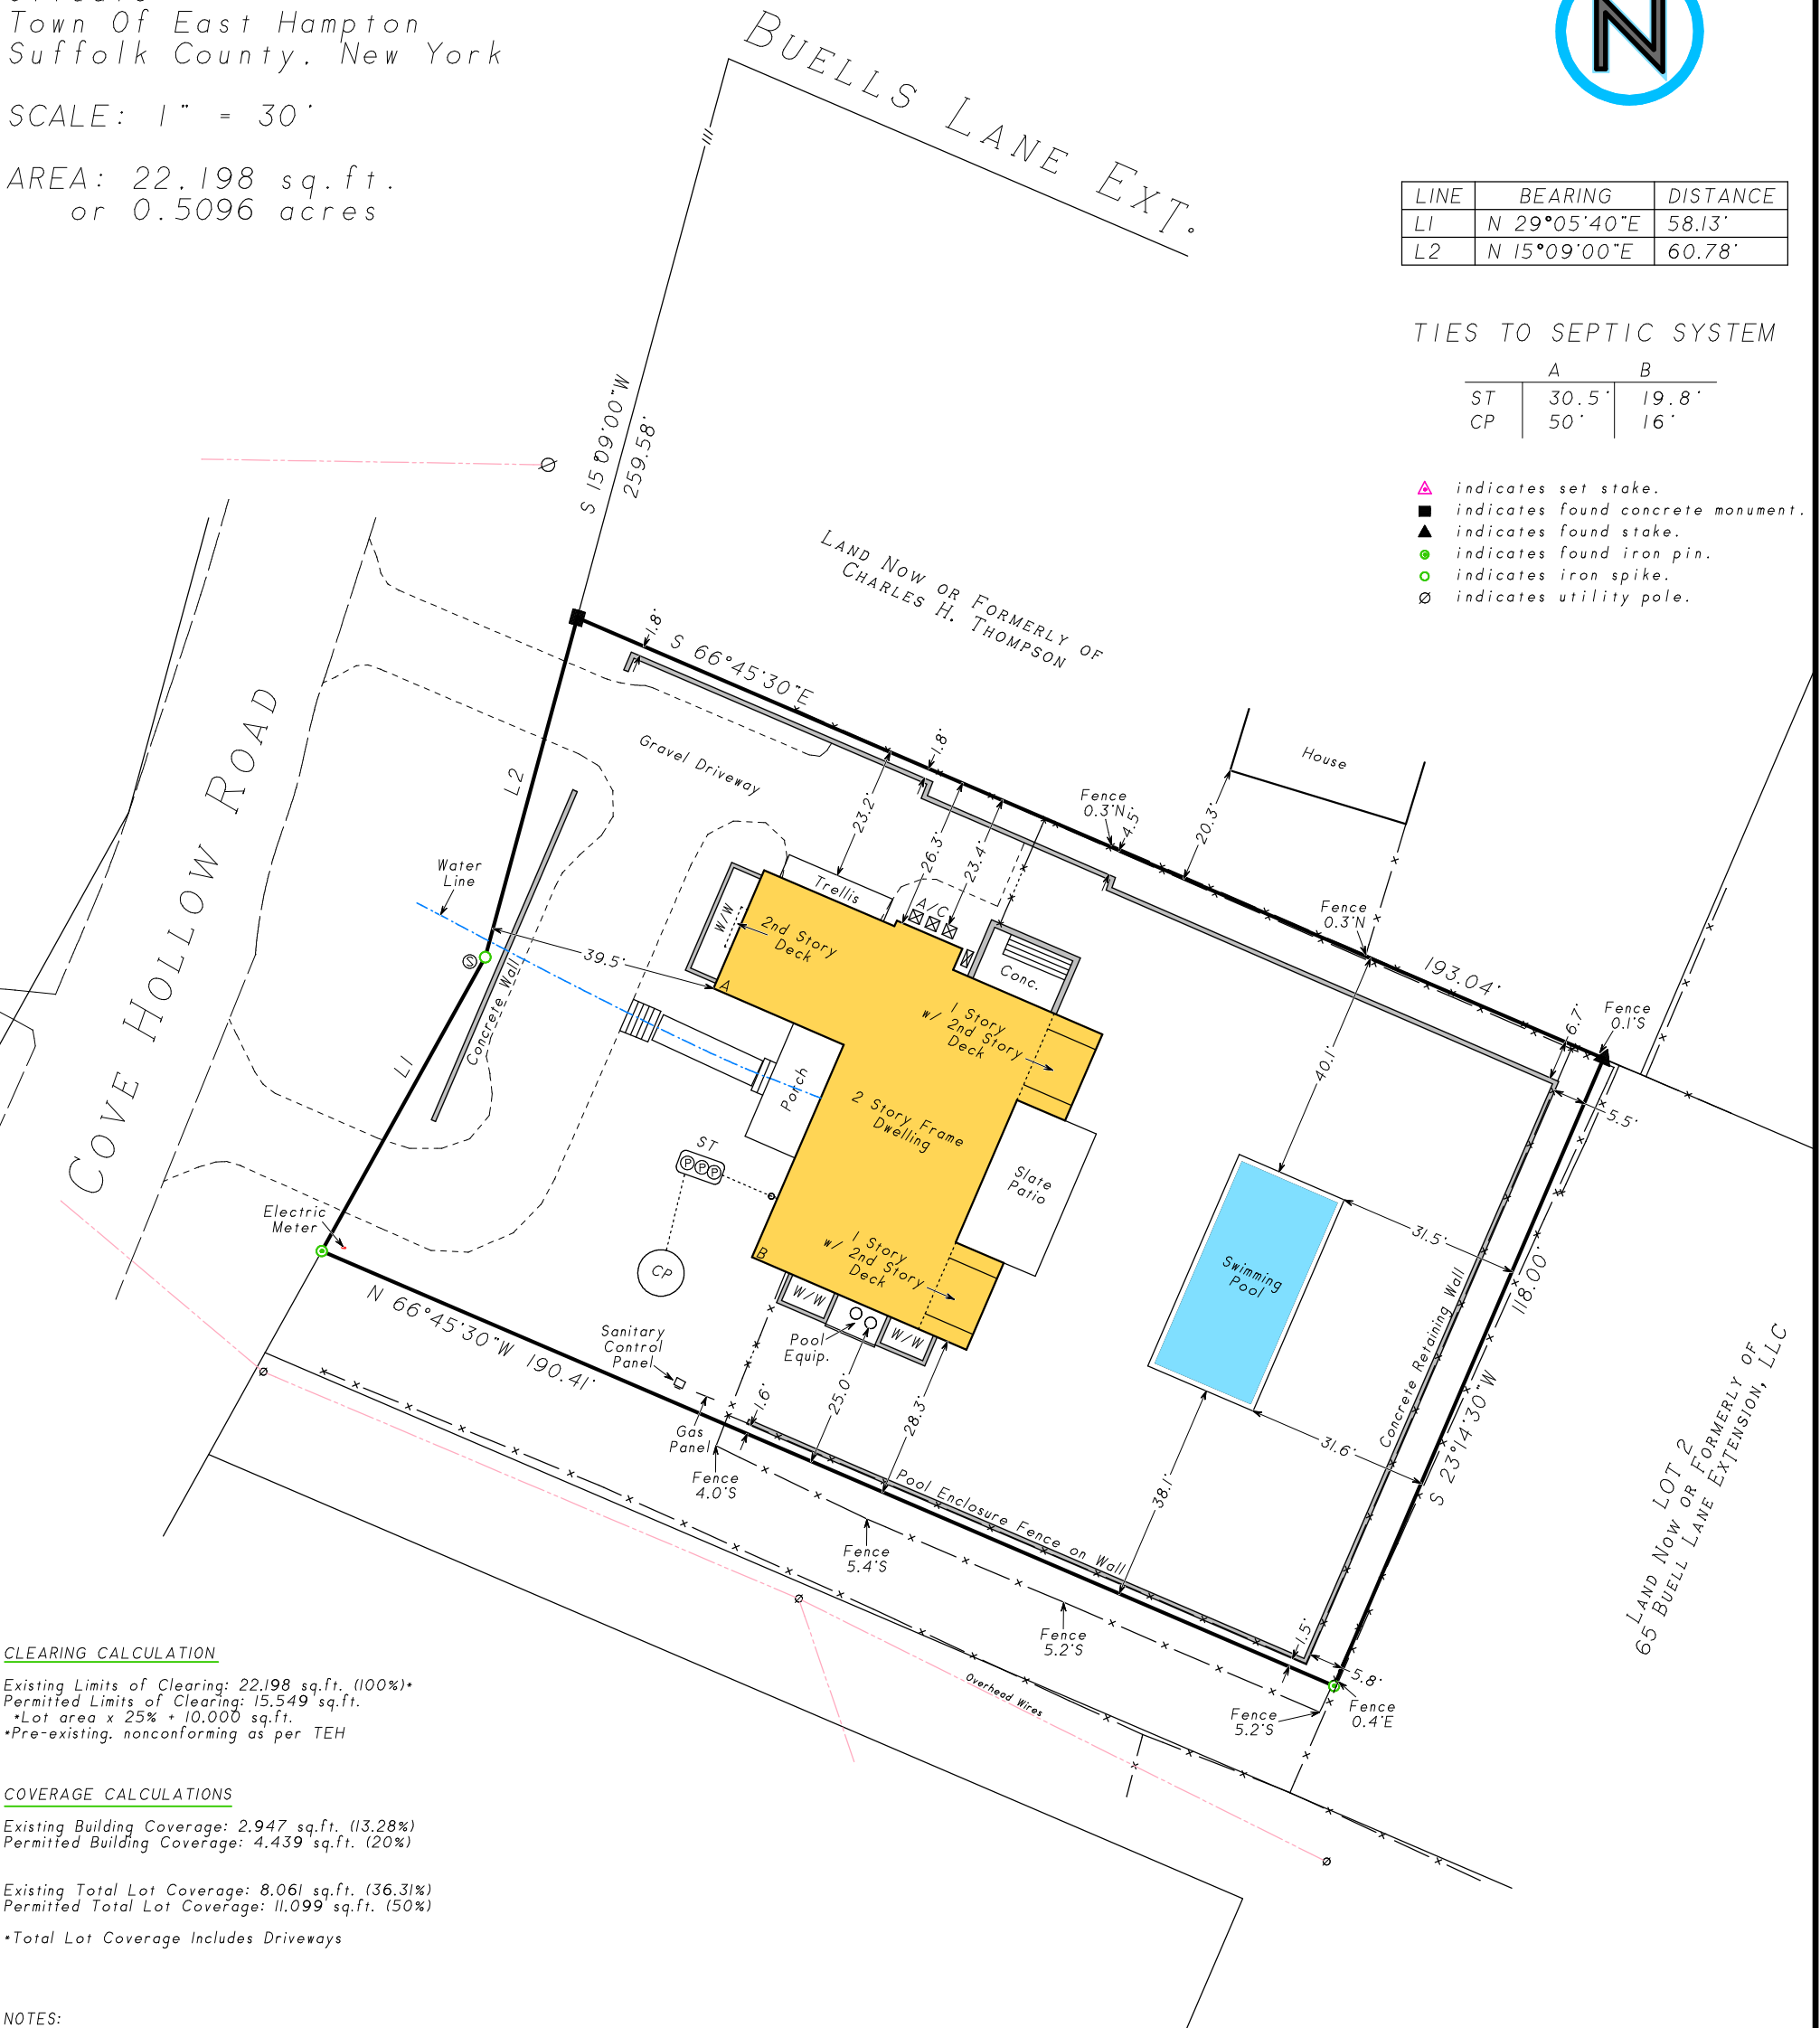 Town Of East Hampton
Suffolk County, New York
SCALE: 1" = 30'
AREA: 22,198 sq.ft.
or 0.5096 acres
N
BUELLS LANE EXT.
LINE BEARING DISTANCE
L1 N 29°05'40"E 58.13'
L2 N 15°09'00"E 60.78'
TIES TO SEPTIC SYSTEM
A B
ST 30.5' 19.8'
CP 50' 16'
indicates set stake.
indicates found concrete monument.
indicates found stake.
indicates found iron pin.
indicates iron spike.
indicates utility pole.
S 15°09'00"W
259.58'
LAND NOW OR FORMERLY OF
CHARLES H. THOMPSON
1.8'
S 66°45'30"E
193.04'
Gravel Driveway
23.2'
1.8'
26.3'
23.4'
Fence
0.3'N
4.5'
20.3'
House
Fence
0.3'N
40.1'
6.7'
Fence
0.1'S
5.5'
COVE HOLLOW ROAD
L2
L1
Water
Line
S
39.5'
Concrete Wall
W/W
Trellis
2nd Story
Deck
A/C
Conc.
A
1 Story
w/ 2nd Story
Deck
Porch
2 Story Frame
Dwelling
Slate
Patio
ST
P P P
CP
B
1 Story
w/ 2nd Story
Deck
W/W
W/W
Pool
Equip.
Swimming
Pool
31.5'
31.6'
Concrete Retaining Wall
118.00'
S 23°14'30"W
LOT 2
LAND NOW OR FORMERLY OF
65 BUELL LANE EXTENSION, LLC
Electric
Meter
N 66°45'30"W 190.41'
Sanitary
Control
Panel
Gas
Panel
1.6'
25.0'
28.3'
38.1'
Fence
4.0'S
Pool Enclosure Fence on Wall
Fence
5.4'S
Fence
5.2'S
1.5'
5.8'
Fence
5.2'S
Fence
0.4'E
Overhead Wires
CLEARING CALCULATION
Existing Limits of Clearing: 22,198 sq.ft. (100%)*
Permitted Limits of Clearing: 15,549 sq.ft.
*Lot area x 25% + 10,000 sq.ft.
*Pre-existing, nonconforming as per TEH
COVERAGE CALCULATIONS
Existing Building Coverage: 2,947 sq.ft. (13.28%)
Permitted Building Coverage: 4,439 sq.ft. (20%)
Existing Total Lot Coverage: 8,061 sq.ft. (36.31%)
Permitted Total Lot Coverage: 11,099 sq.ft. (50%)
*Total Lot Coverage Includes Driveways
NOTES: